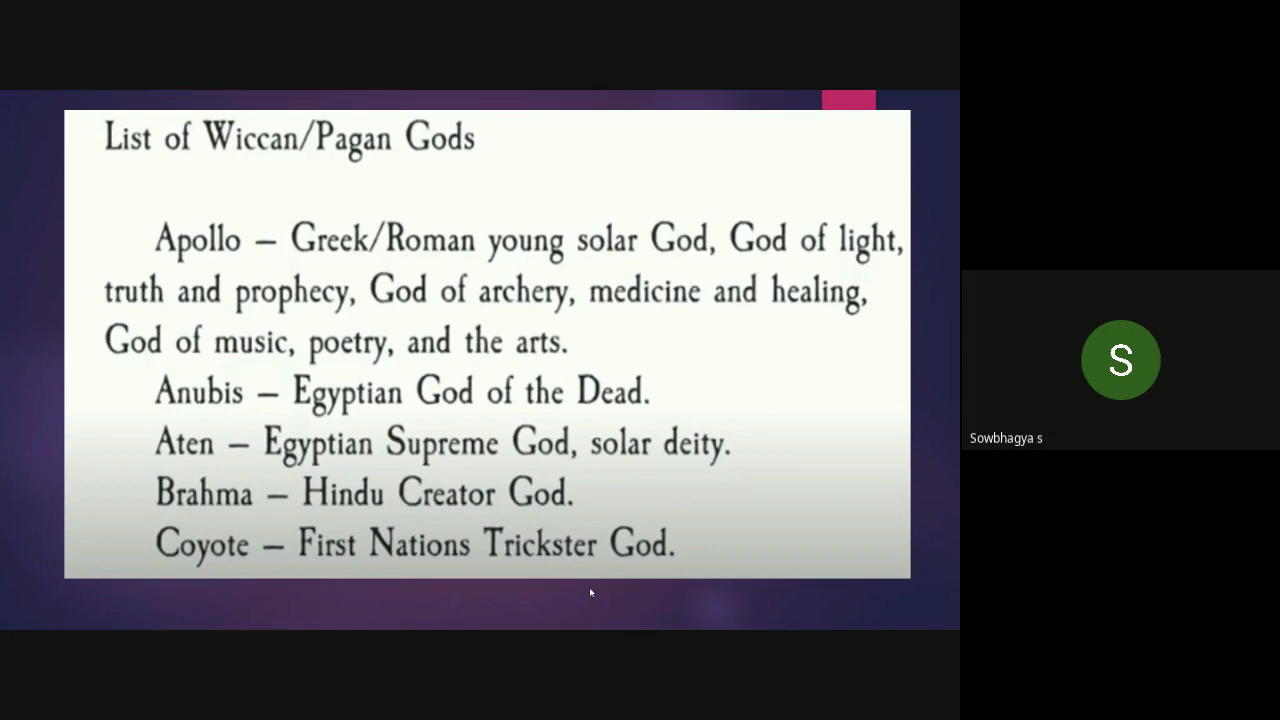 List of Wiccan/Pagan Gods
Apollo – Greek/Roman young solar God, God of light,
truth and prophecy, God of archery, medicine and healing,
God of music, poetry, and the arts.
Anubis – Egyptian God of the Dead.
Aten – Egyptian Supreme God, solar deity.
Brahma – Hindu Creator God.
Coyote – First Nations Trickster God.
S
Sowbhagya s